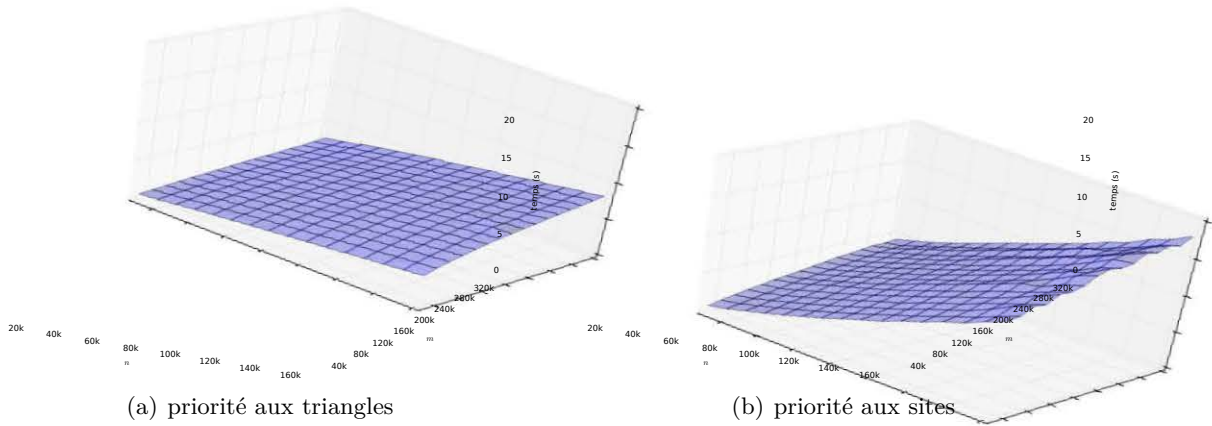 20
15
10
5
0
temps (s)
320k
280k
240k
200k
160k
120k
80k
40k
m
20k
40k
60k
80k
100k
120k
140k
160k
n
(a) priorité aux triangles
20
15
10
5
0
temps (s)
320k
280k
240k
200k
160k
120k
80k
40k
m
20k
40k
60k
80k
100k
120k
140k
160k
n
(b) priorité aux sites